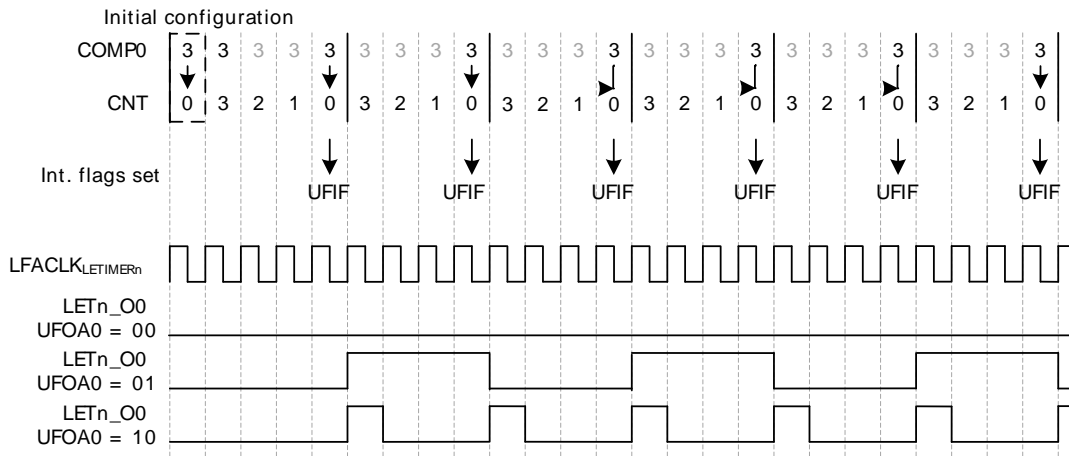 Initial configuration
COMP0 3 3 3 3 3 3 3 3 3 3 3 3 3 3 3 3 3 3 3 3 3 3 3 3 3
CNT 0 3 2 1 0 3 2 1 0 3 2 1 0 3 2 1 0 3 2 1 0 3 2 1 0
Int. flags set
UFIF UFIF UFIF UFIF UFIF UFIF
LFACLKLETIMERn
LETn_O0
UFOA0 = 00
LETn_O0
UFOA0 = 01
LETn_O0
UFOA0 = 10